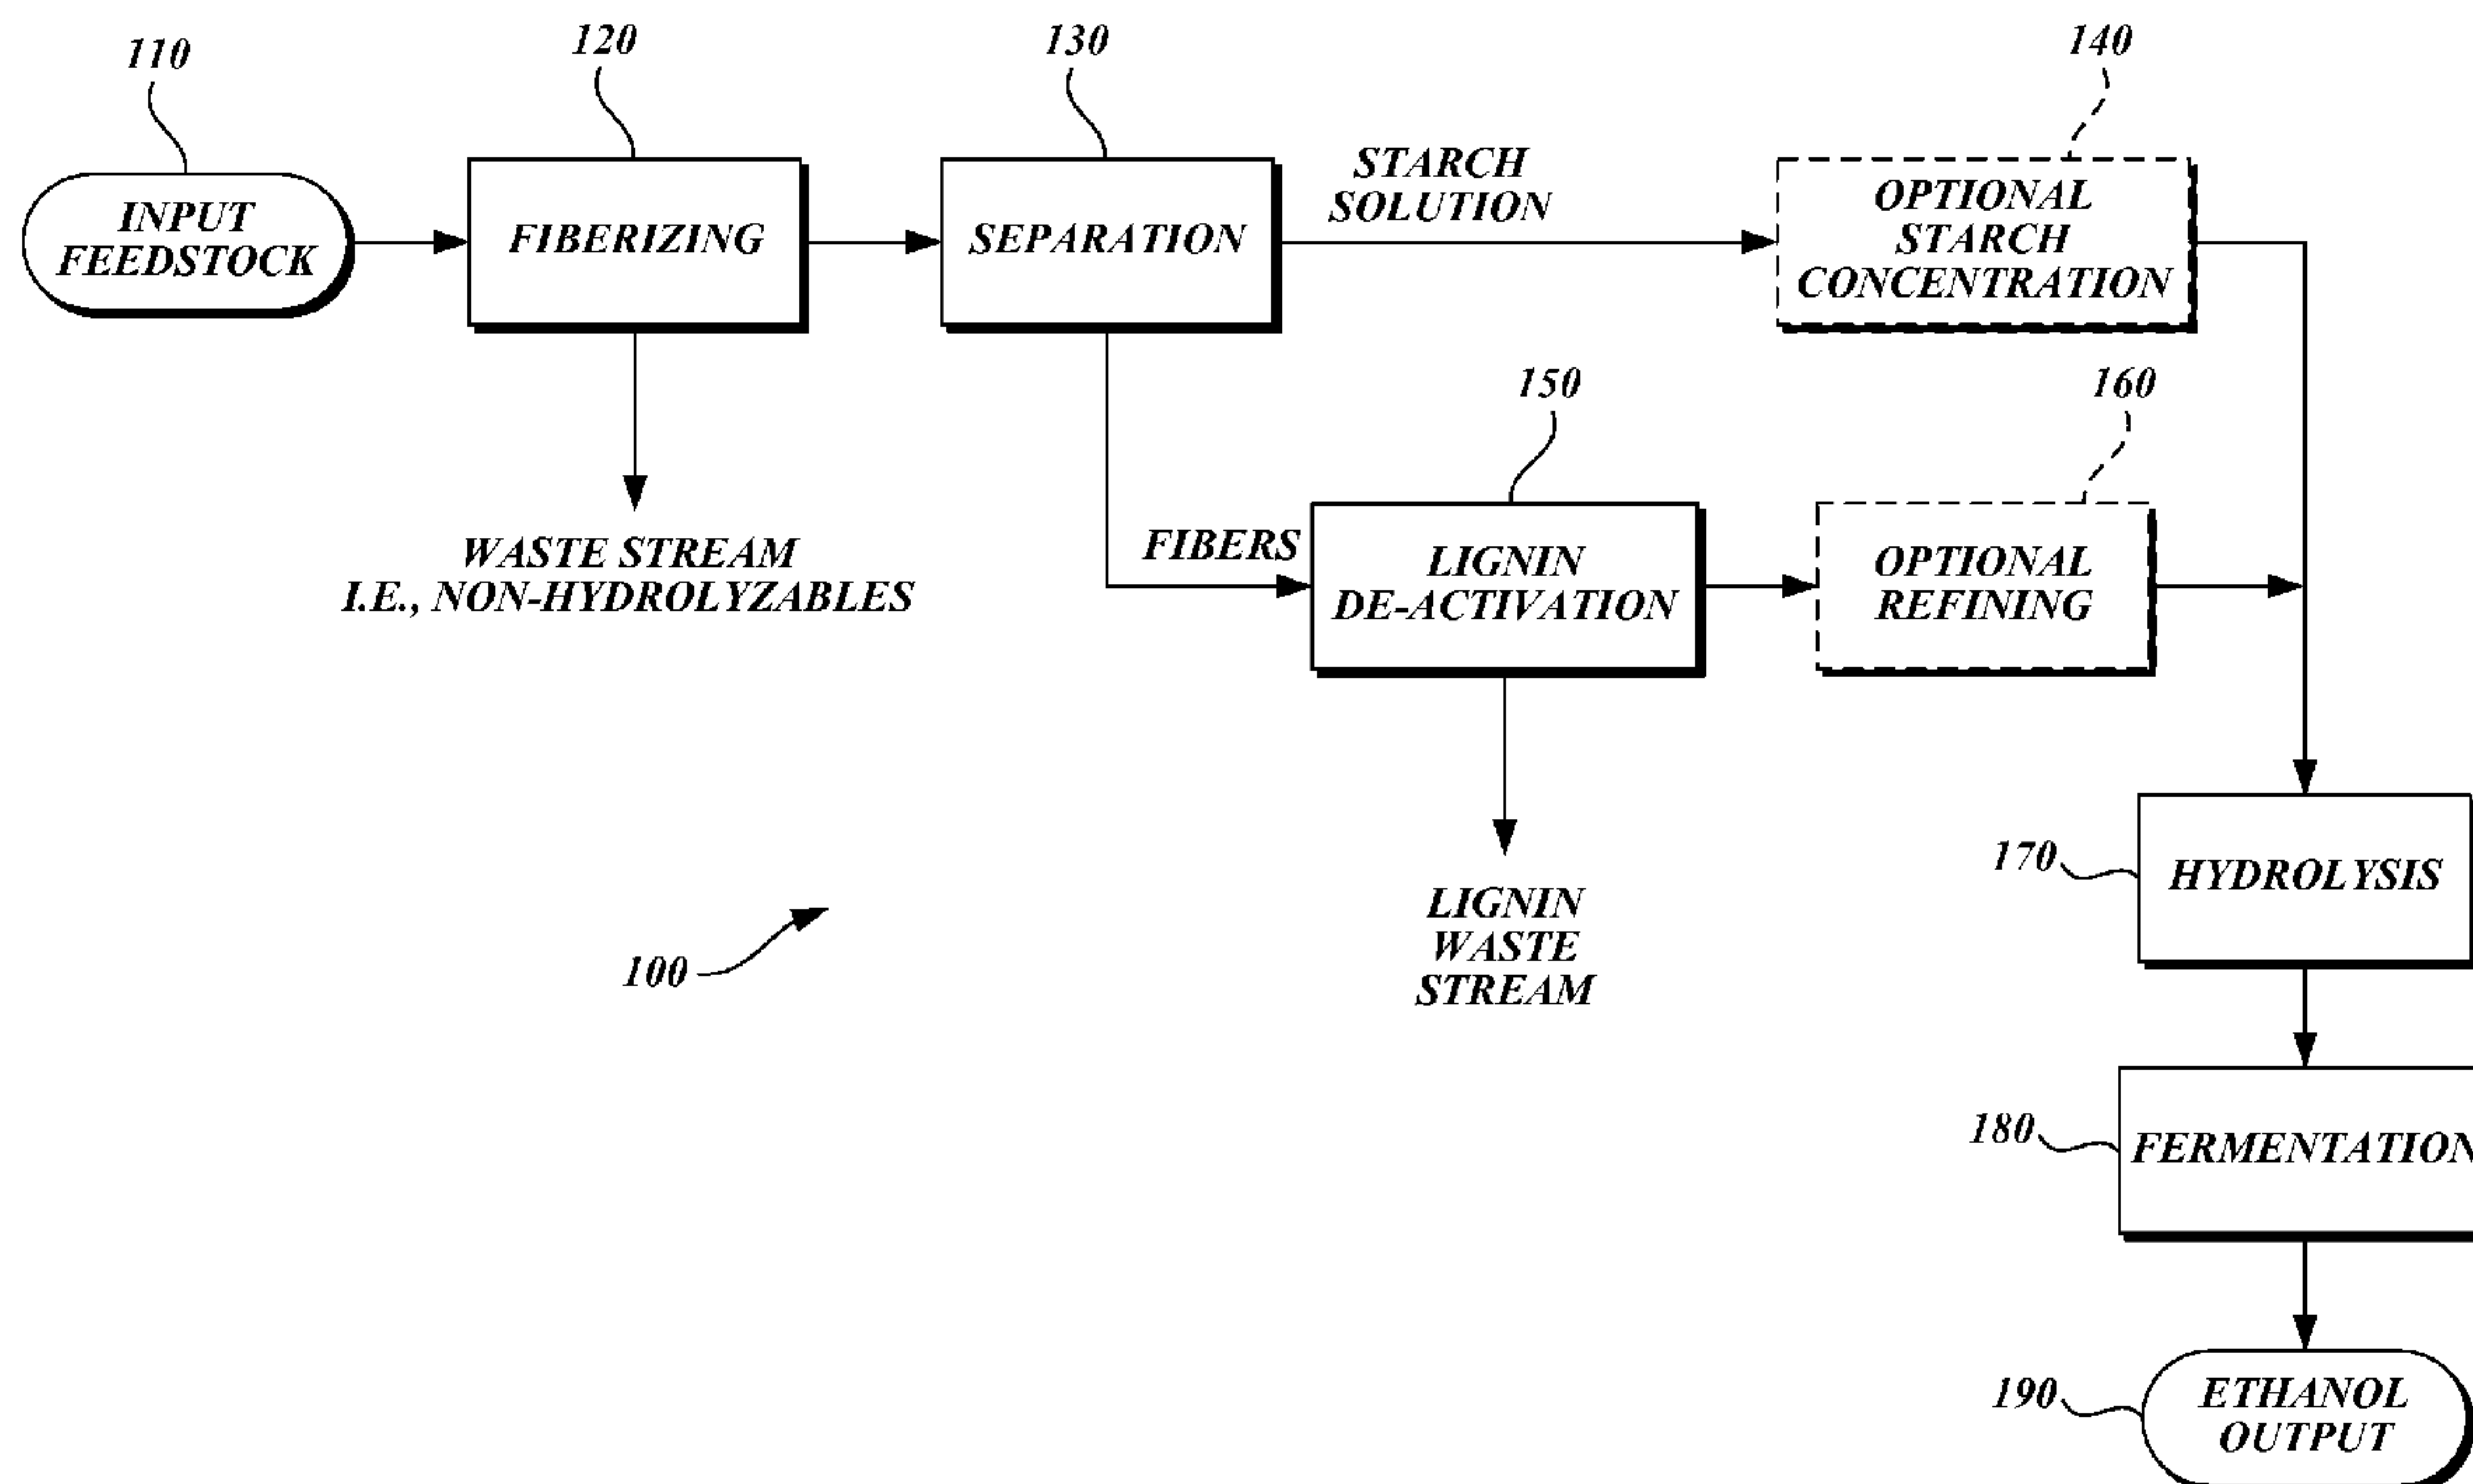 110
120
130
140
INPUT
FEEDSTOCK
FIBERIZING
SEPARATION
STARCH
SOLUTION
OPTIONAL
STARCH
CONCENTRATION
150
160
WASTE STREAM
I.E., NON-HYDROLYZABLES
FIBERS
LIGNIN
DE-ACTIVATION
OPTIONAL
REFINING
170
HYDROLYSIS
LIGNIN
WASTE
STREAM
100
180
FERMENTATION
190
ETHANOL
OUTPUT